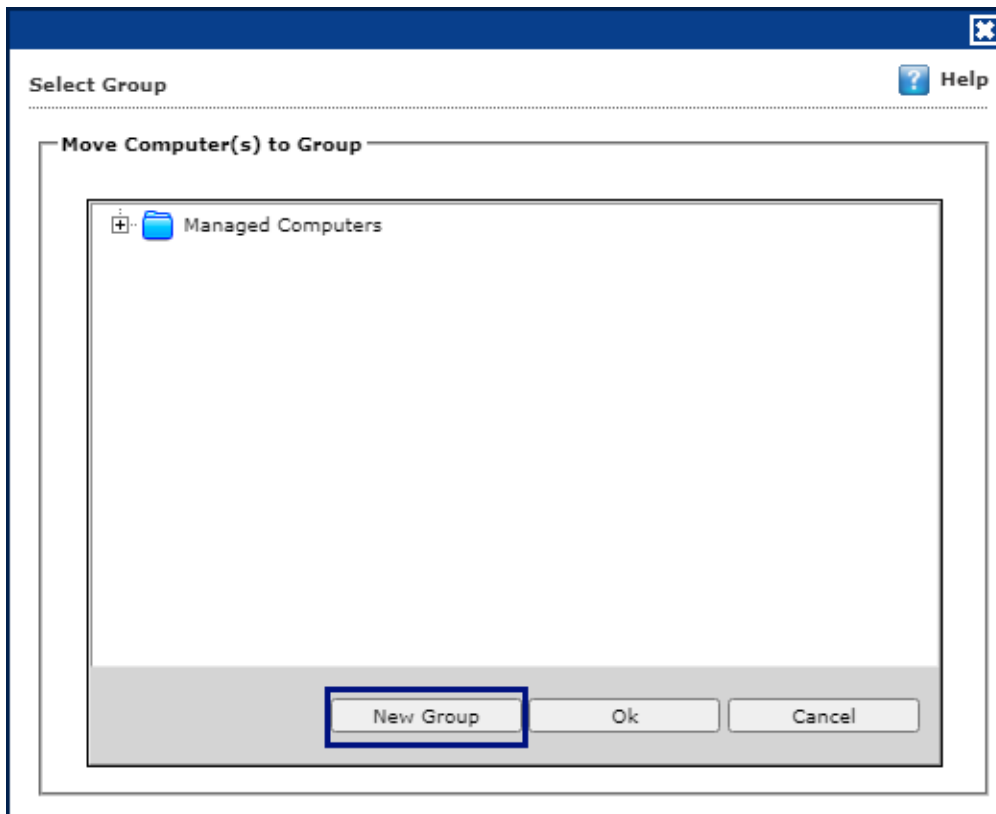 Select Group
Help
Move Computer(s) to Group
Managed Computers
New Group
Ok
Cancel